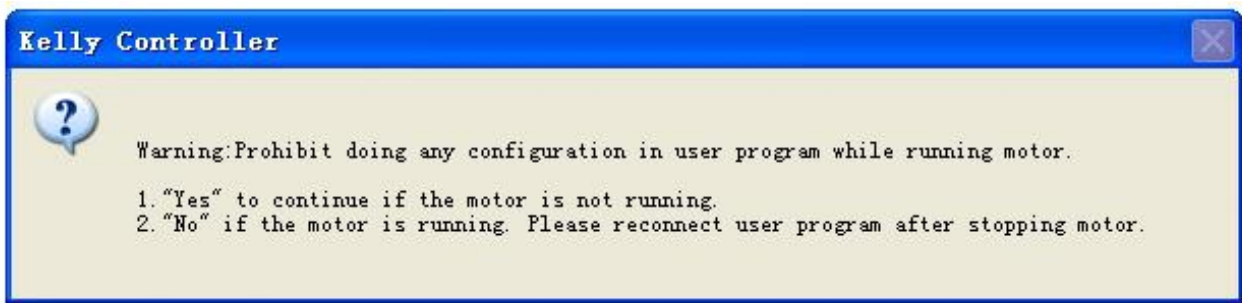 Kelly Controller
Warning:Prohibit doing any configuration in user program while running motor.
1."Yes" to continue if the motor is not running.
2."No" if the motor is running. Please reconnect user program after stopping motor.